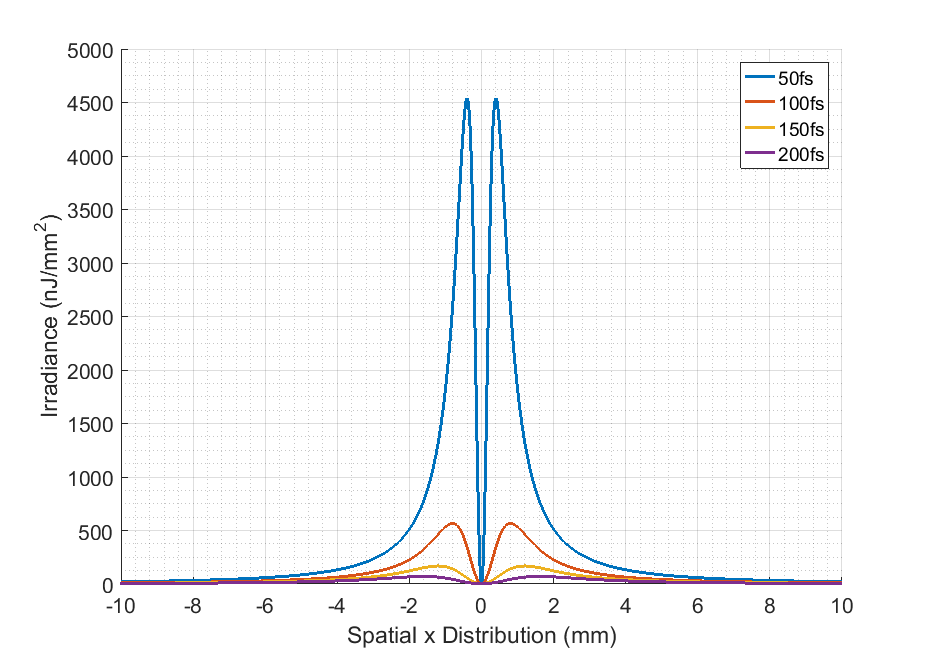 5000
4500
4000
3500
3000
2500
2000
1500
1000
500
0
Irradiance (nJ/mm²)
50fs
100fs
150fs
200fs
-10 -8 -6 -4 -2 0 2 4 6 8 10
Spatial x Distribution (mm)